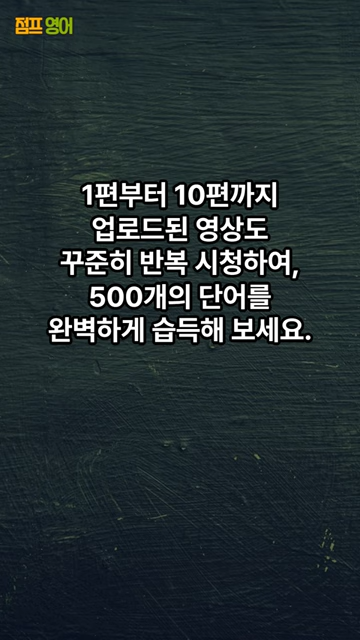 점프 영어
1편부터 10편까지
업로드된 영상도
꾸준히 반복 시청하여,
500개의 단어를
완벽하게 습득해 보세요.